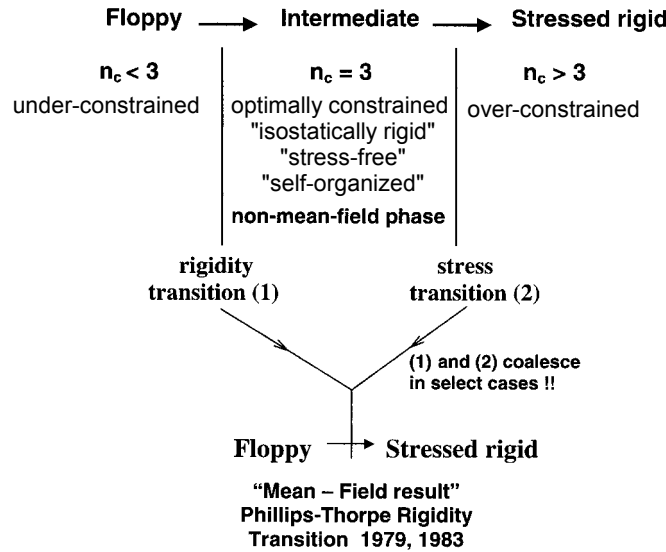 Floppy Intermediate Stressed rigid
n_c < 3 n_c = 3 n_c > 3
under-constrained optimally constrained over-constrained
"isostatically rigid"
"stress-free"
"self-organized"
non-mean-field phase
rigidity
transition (1)
stress
transition (2)
(1) and (2) coalesce
in select cases !!
Floppy Stressed rigid
“Mean – Field result”
Phillips-Thorpe Rigidity
Transition 1979, 1983